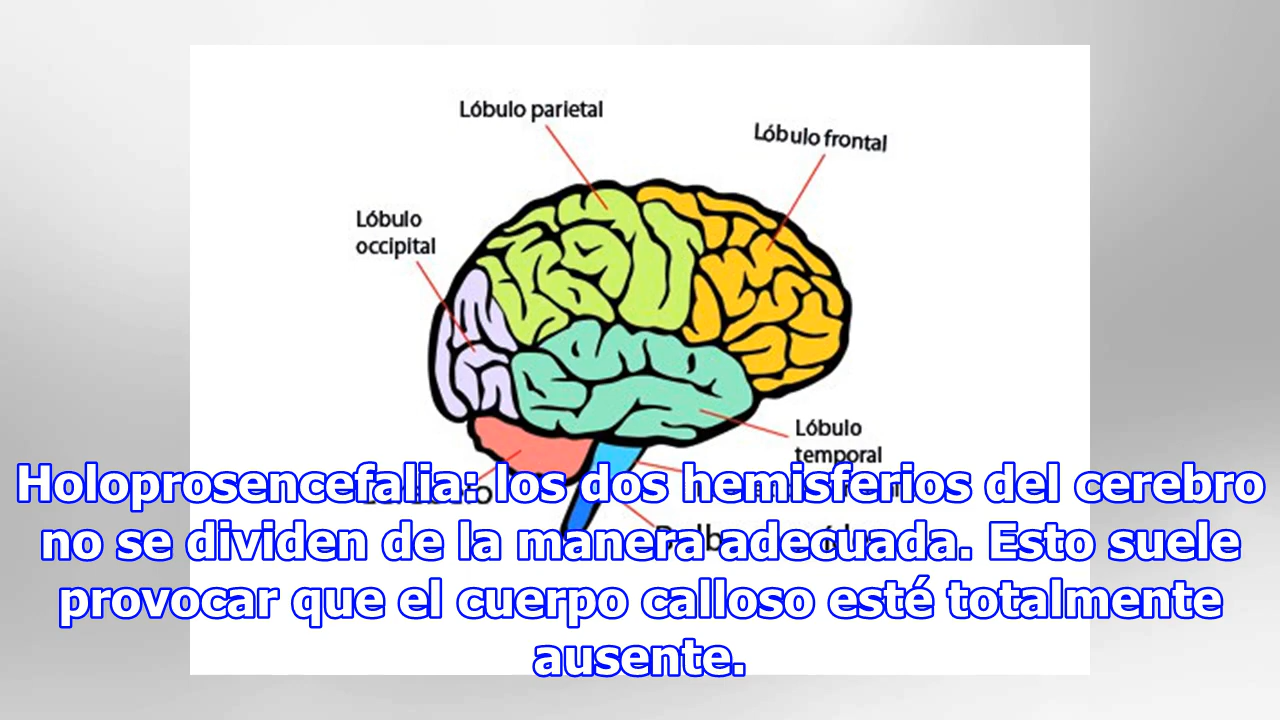 Lóbulo parietal
Lóbulo frontal
Lóbulo
occipital
Lóbulo
temporal
Holoprosencefalia: los dos hemisferios del cerebro
no se dividen de la manera adecuada. Esto suele
provocar que el cuerpo calloso esté totalmente
ausente.